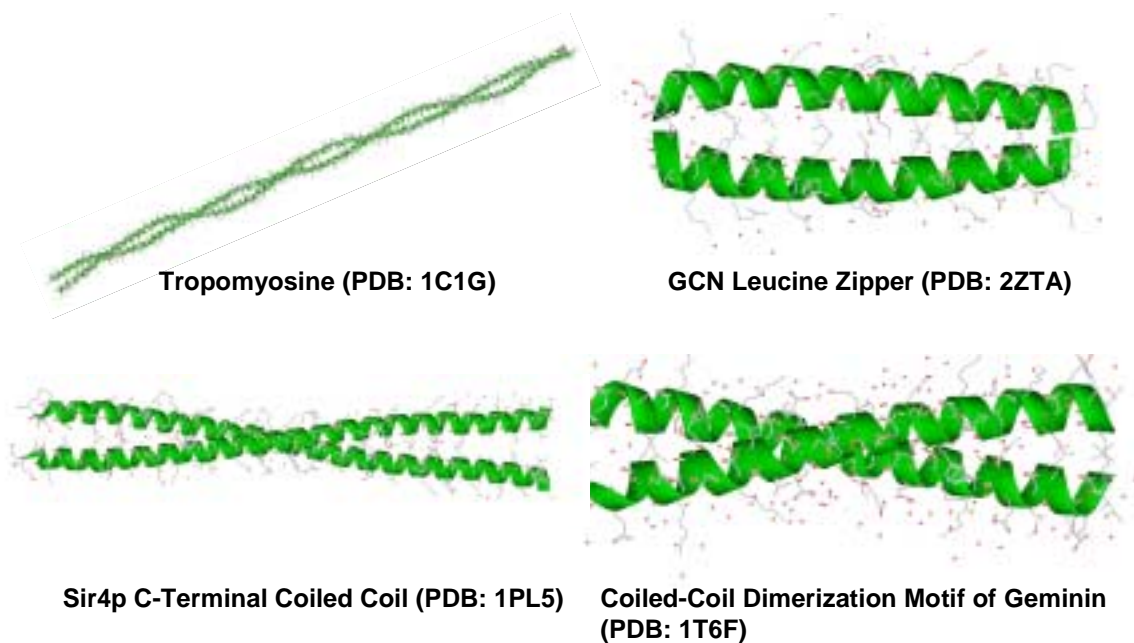 Tropomyosine (PDB: 1C1G)
GCN Leucine Zipper (PDB: 2ZTA)
Sir4p C-Terminal Coiled Coil (PDB: 1PL5)
Coiled-Coil Dimerization Motif of Geminin
(PDB: 1T6F)